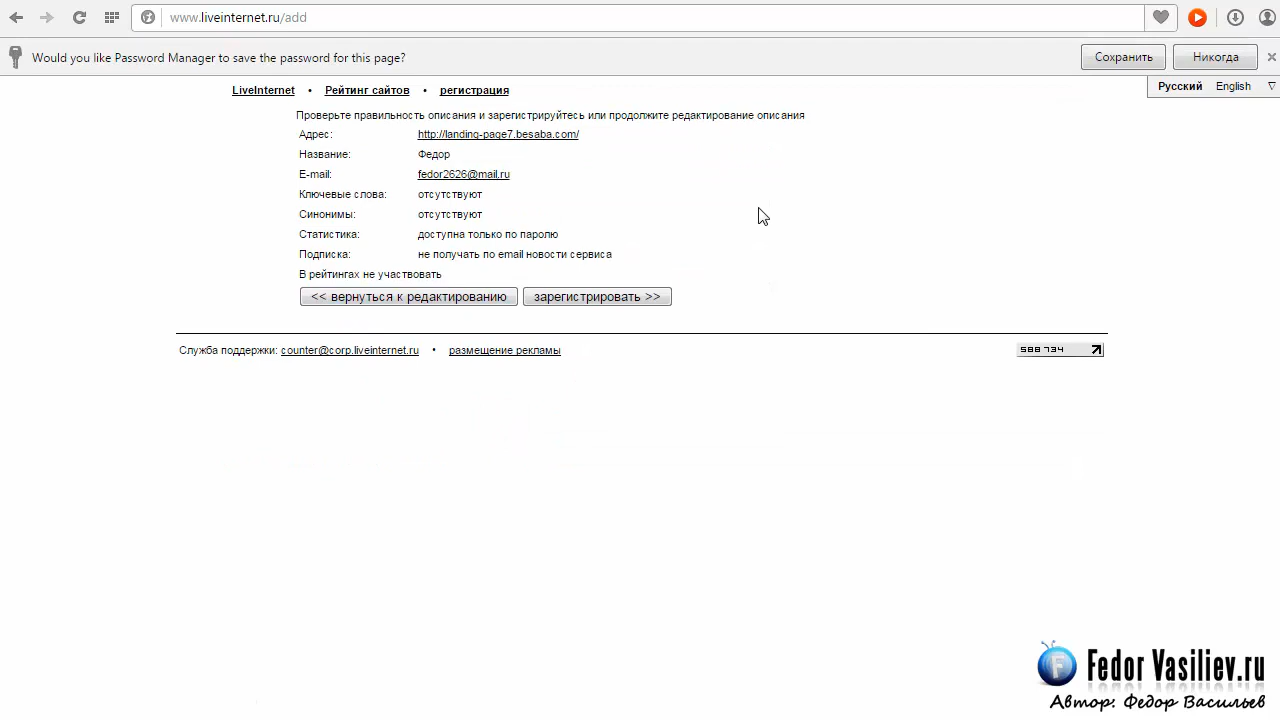 www.liveinternet.ru/add
Would you like Password Manager to save the password for this page? Сохранить Никогда
LiveInternet • Рейтинг сайтов • регистрация Русский English
Проверьте правильность описания и зарегистрируйтесь или продолжите редактирование описания
Адрес: http://landing-page7.besaba.com/
Название: Федор
E-mail: fedor2626@mail.ru
Ключевые слова: отсутствуют
Синонимы: отсутствуют
Статистика: доступна только по паролю
Подписка: не получать по email новости сервиса
В рейтингах не участвовать
<< вернуться к редактированию зарегистрировать >>
Служба поддержки: counter@corp.liveinternet.ru • размещение рекламы 588 734
F Fedor Vasiliev.ru
Автор: Федор Васильев